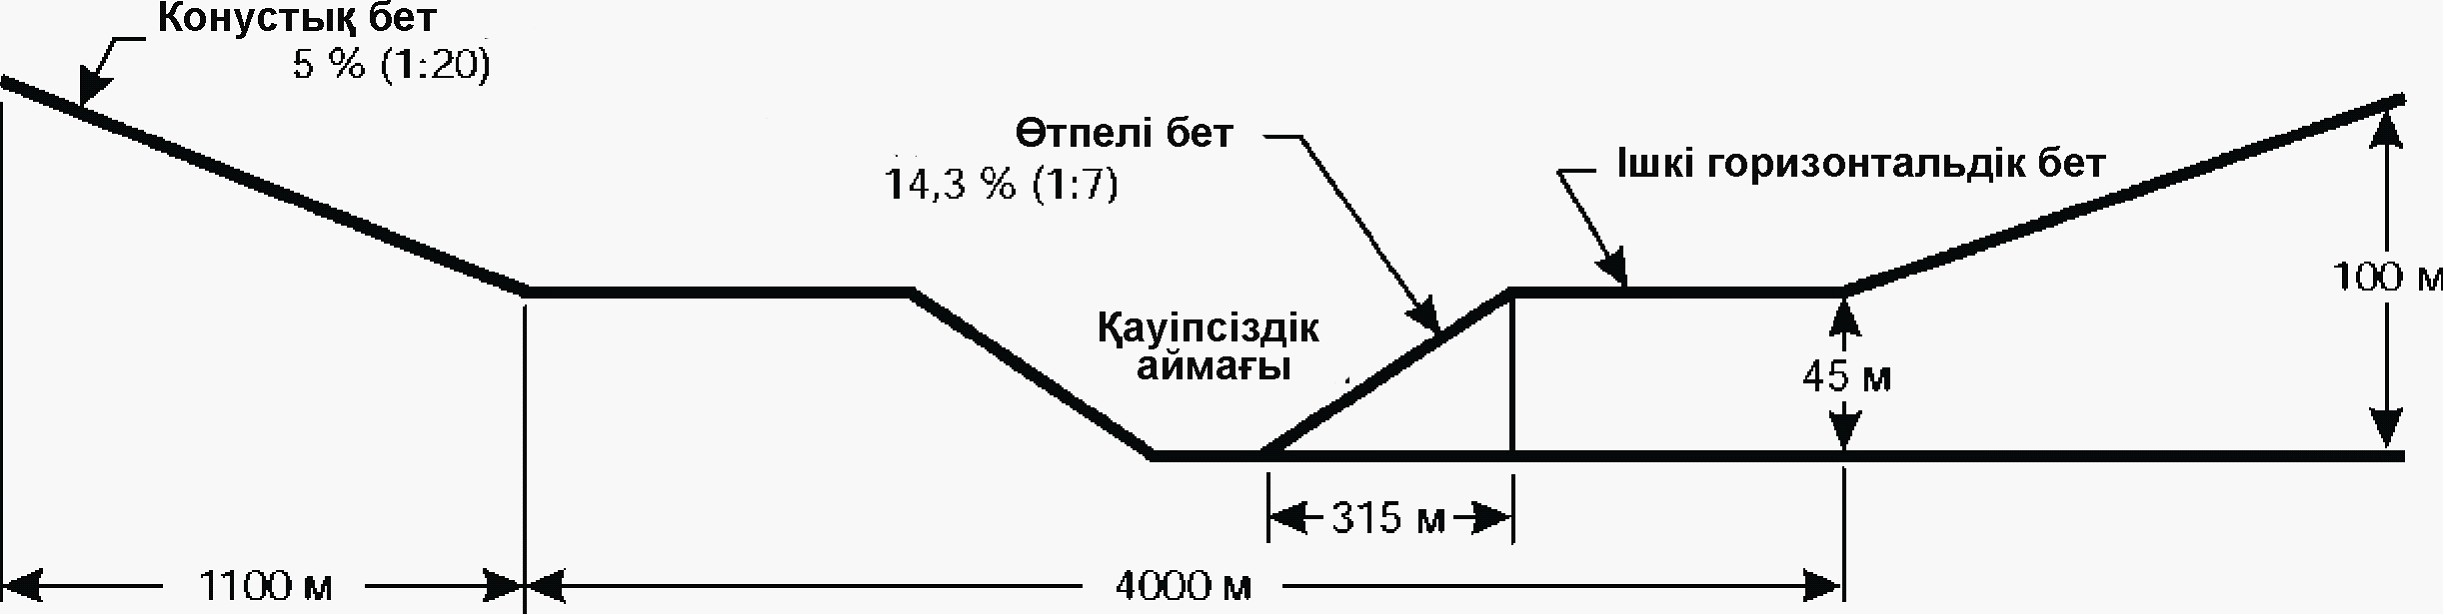 Конустық бет
5 % (1:20)
Өтпелі бет
14,3 % (1:7)
Ішкі горизонтальдік бет
100 м
Қауіпсіздік
аймағы
45 м
315 м
1100 м
4000 м